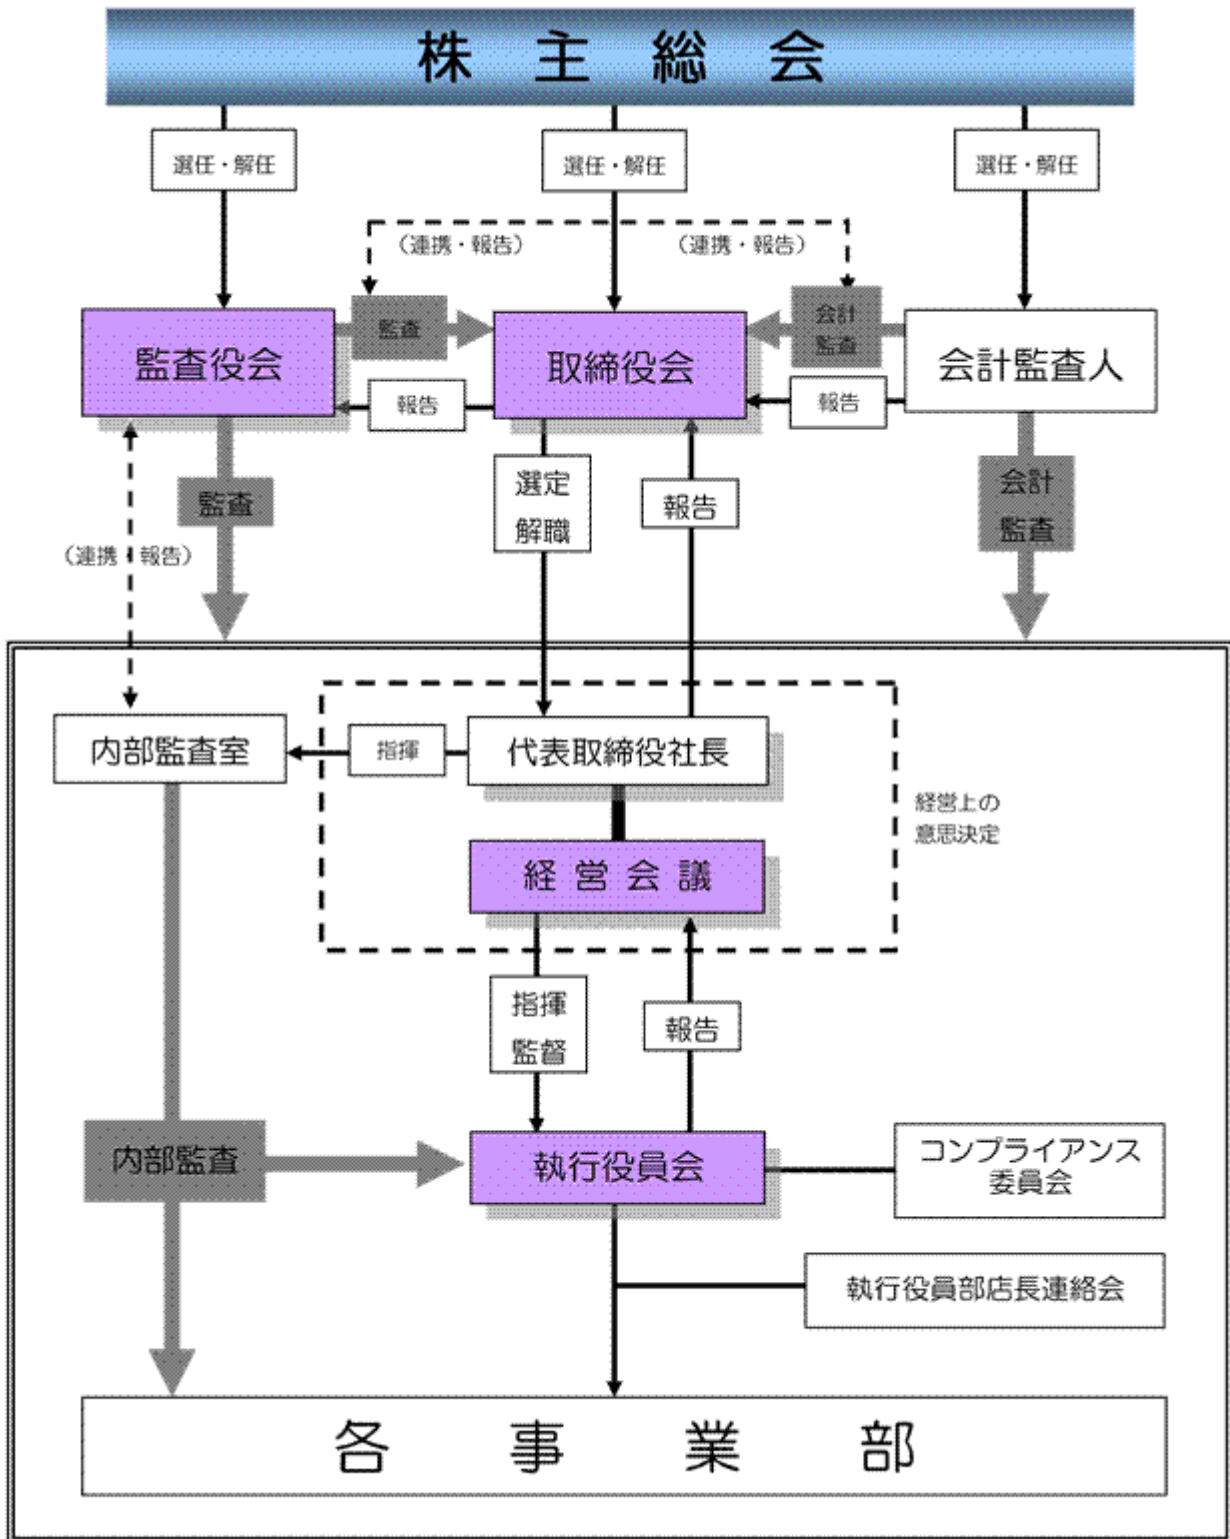 株主総会
選任・解任
選任・解任
選任・解任
（連携・報告）
（連携・報告）
監査
会計
監査
監査役会
取締役会
会計監査人
報告
報告
監査
選定
解職
報告
会計
監査
（連携・報告）
内部監査室
指揮
代表取締役社長
経営上の
意思決定
経営会議
指揮
監督
報告
内部監査
執行役員会
コンプライアンス
委員会
執行役員部店長連絡会
各事業部